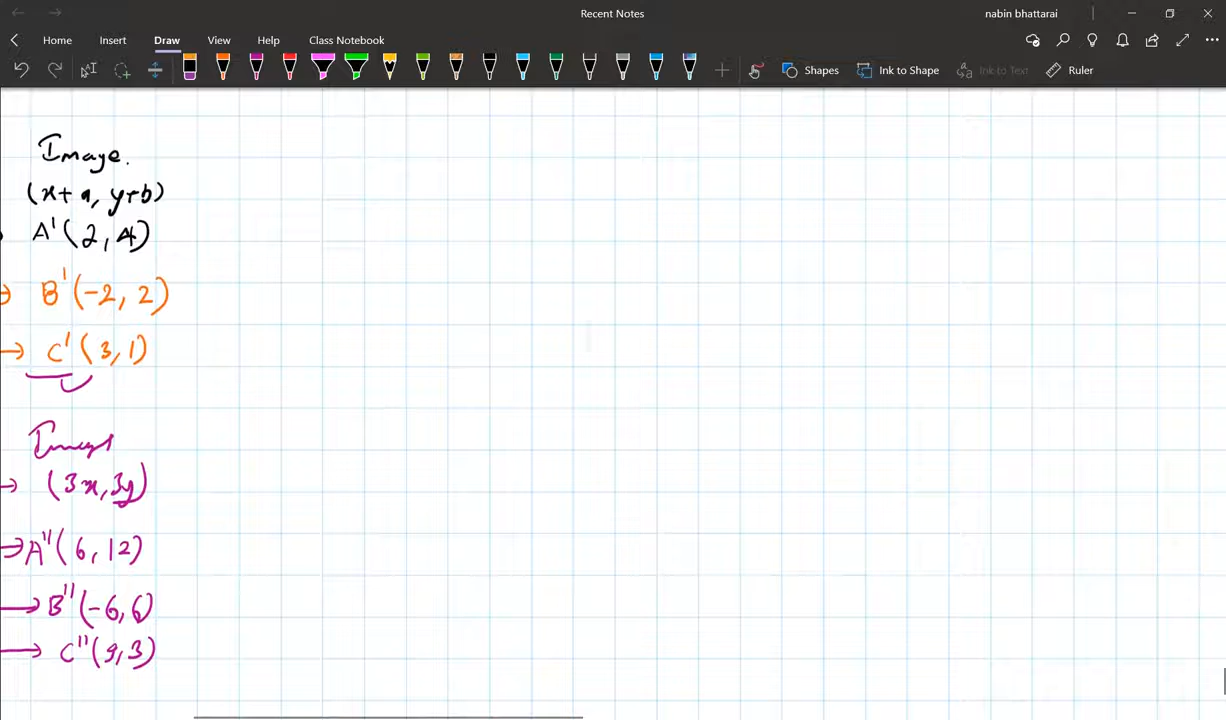 Recent Notes
nabin bhattarai
Home Insert Draw View Help Class Notebook
Shapes Ink to Shape Ink to Text Ruler
Image.
(x+a, y+b)
A'(2, 4)
→ B'(-2, 2)
→ C'(3, 1)
→ (3x, 3y)
→ A''(6, 12)
→ B''(-6, 6)
→ C''(9, 3)